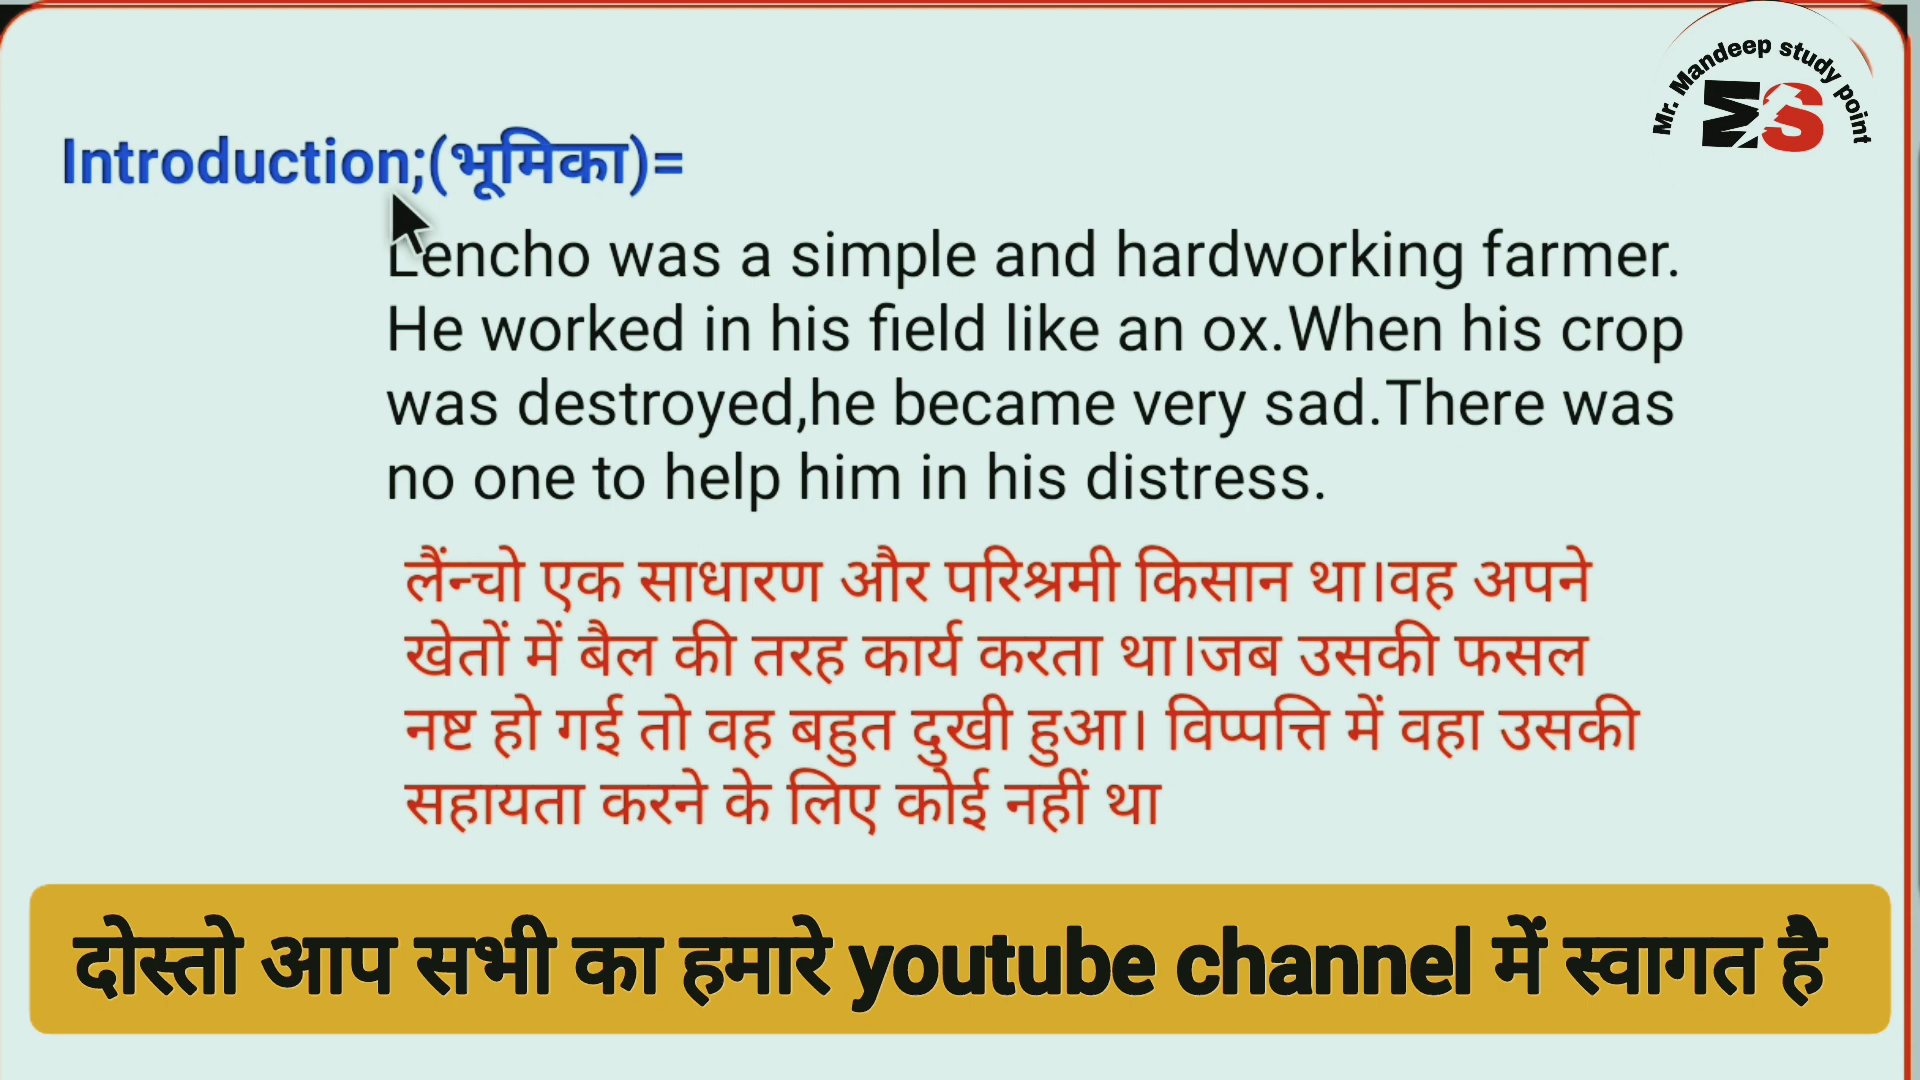 Mr. Mandeep study point
MS
Introduction;(भूमिका)=
Lencho was a simple and hardworking farmer.
He worked in his field like an ox.When his crop
was destroyed,he became very sad.There was
no one to help him in his distress.
लैंन्चो एक साधारण और परिश्रमी किसान था।वह अपने
खेतों में बैल की तरह कार्य करता था।जब उसकी फसल
नष्ट हो गई तो वह बहुत दुखी हुआ। विप्पत्ति में वहा उसकी
सहायता करने के लिए कोई नहीं था
दोस्तो आप सभी का हमारे youtube channel में स्वागत है